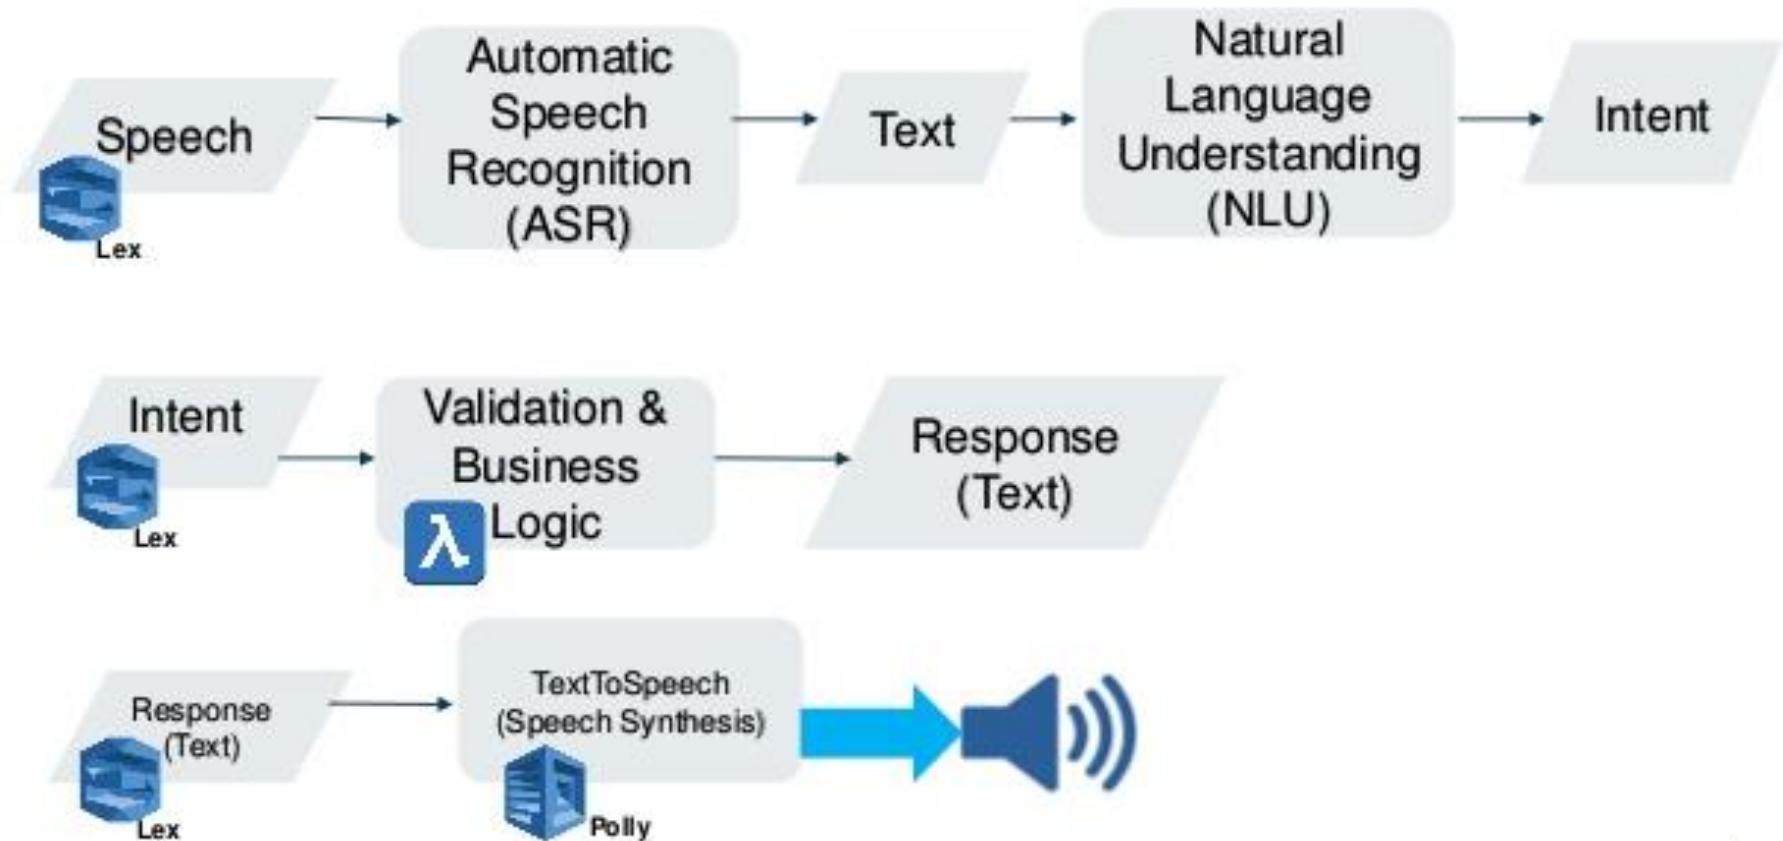 Speech
Lex
Automatic
Speech
Recognition
(ASR)
Text
Natural
Language
Understanding
(NLU)
Intent
Intent
Lex
Validation &
Business
Logic
λ
Response
(Text)
Response
(Text)
Lex
TextToSpeech
(Speech Synthesis)
Polly